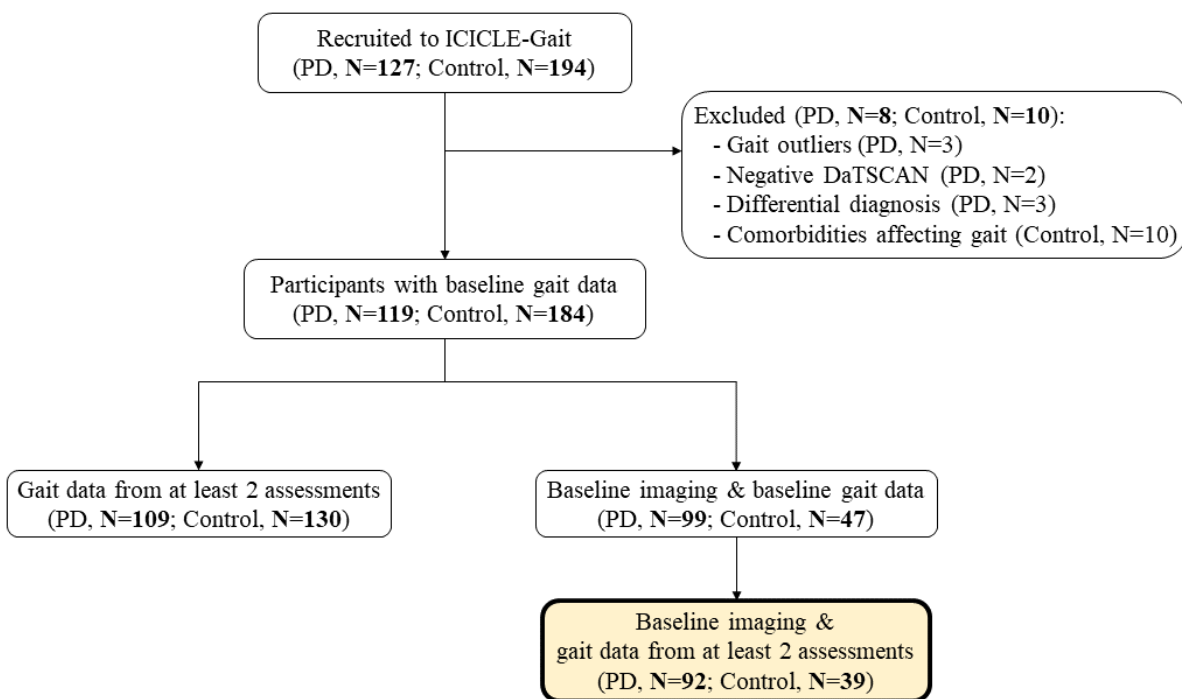 Recruited to ICICLE-Gait
(PD, N=127; Control, N=194)
Excluded (PD, N=8; Control, N=10):
- Gait outliers (PD, N=3)
- Negative DaTSCAN (PD, N=2)
- Differential diagnosis (PD, N=3)
- Comorbidities affecting gait (Control, N=10)
Participants with baseline gait data
(PD, N=119; Control, N=184)
Gait data from at least 2 assessments
(PD, N=109; Control, N=130)
Baseline imaging & baseline gait data
(PD, N=99; Control, N=47)
Baseline imaging &
gait data from at least 2 assessments
(PD, N=92; Control, N=39)